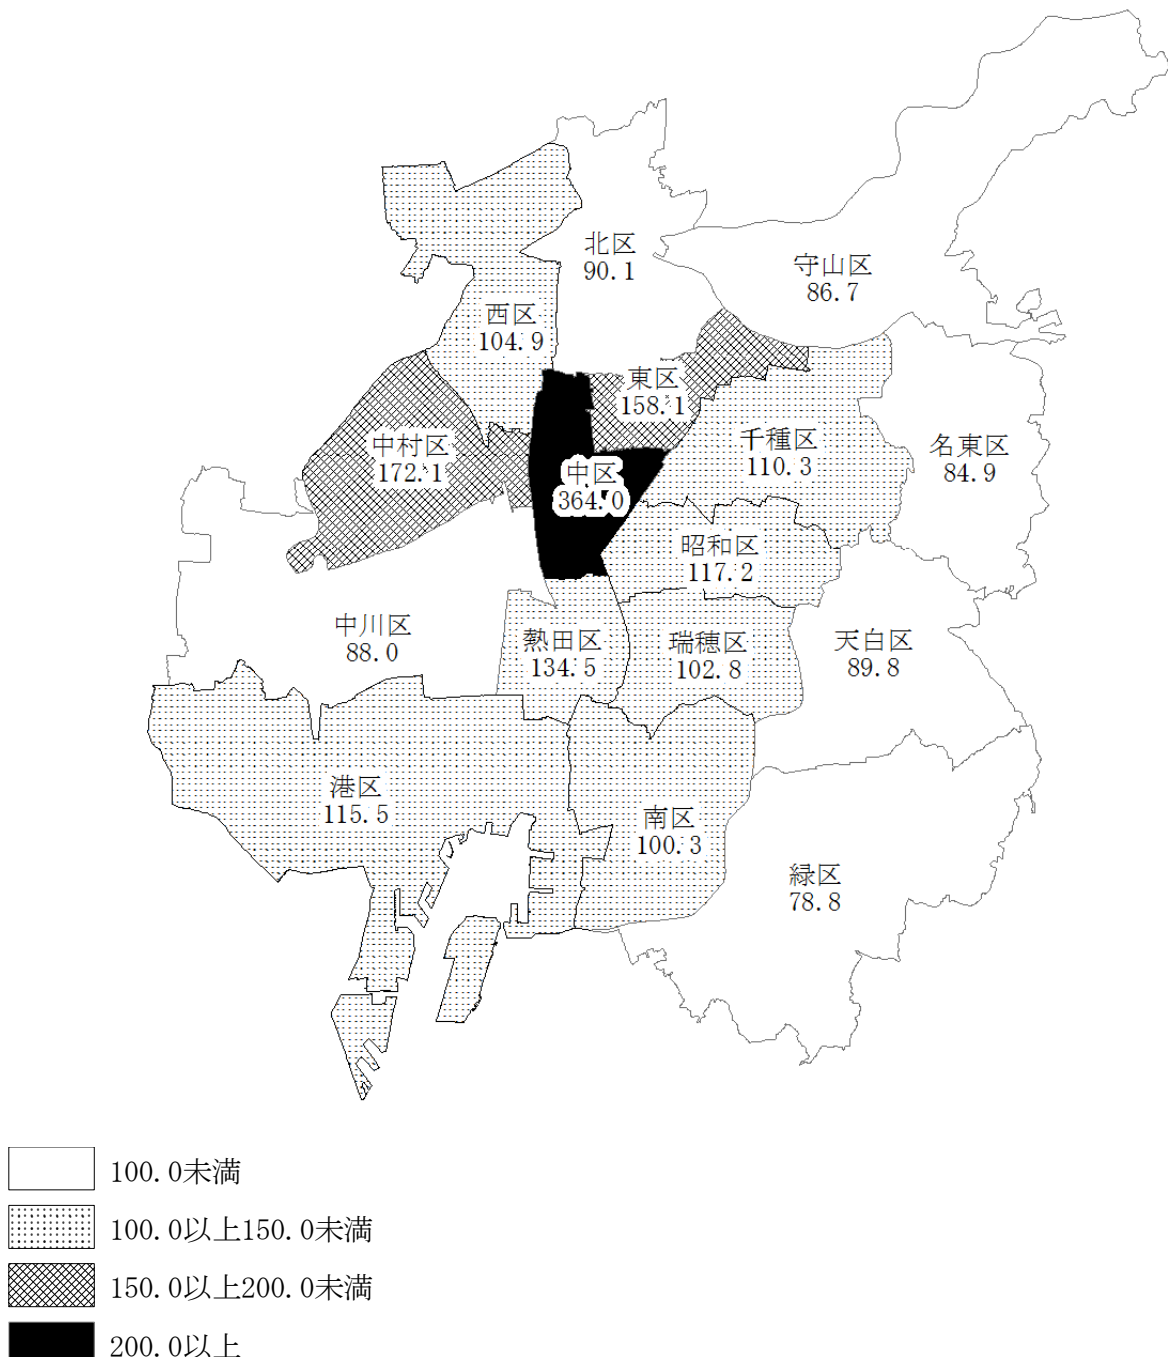 北区
90.1
守山区
86.7
西区
104.9
東区
158.1
中村区
172.1
千種区
110.3
名東区
84.9
中区
364.0
昭和区
117.2
中川区
88.0
熱田区
134.5
瑞穂区
102.8
天白区
89.8
港区
115.5
南区
100.3
緑区
78.8
100.0未満
100.0以上150.0未満
150.0以上200.0未満
200.0以上